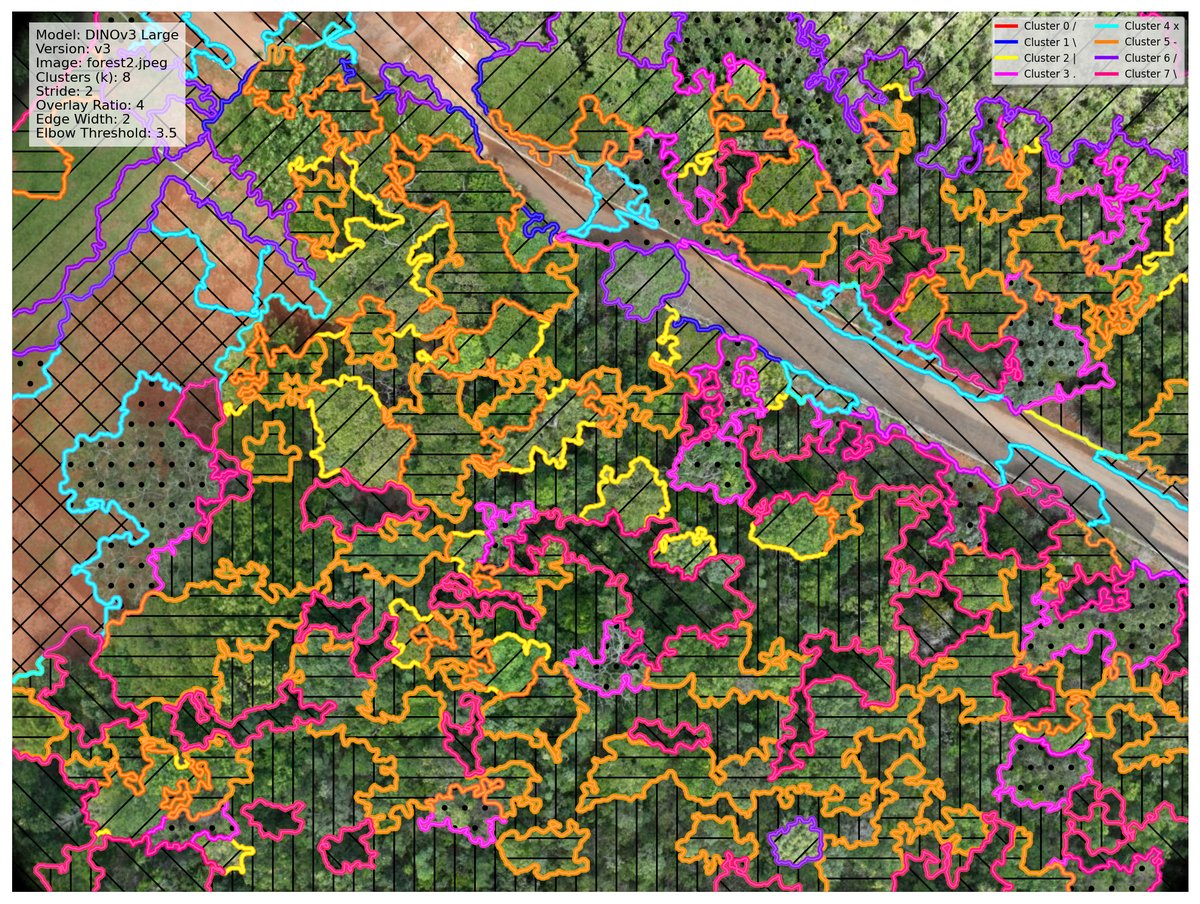 Model: DINOv3 Large
Version: v3
Image: forest2.jpeg
Clusters (k): 8
Stride: 2
Overlay Ratio: 4
Edge Width: 2
Elbow Threshold: 3.5
Cluster 0 /
Cluster 1 \
Cluster 2 |
Cluster 3 .
Cluster 4 x
Cluster 5 -
Cluster 6 /
Cluster 7 \